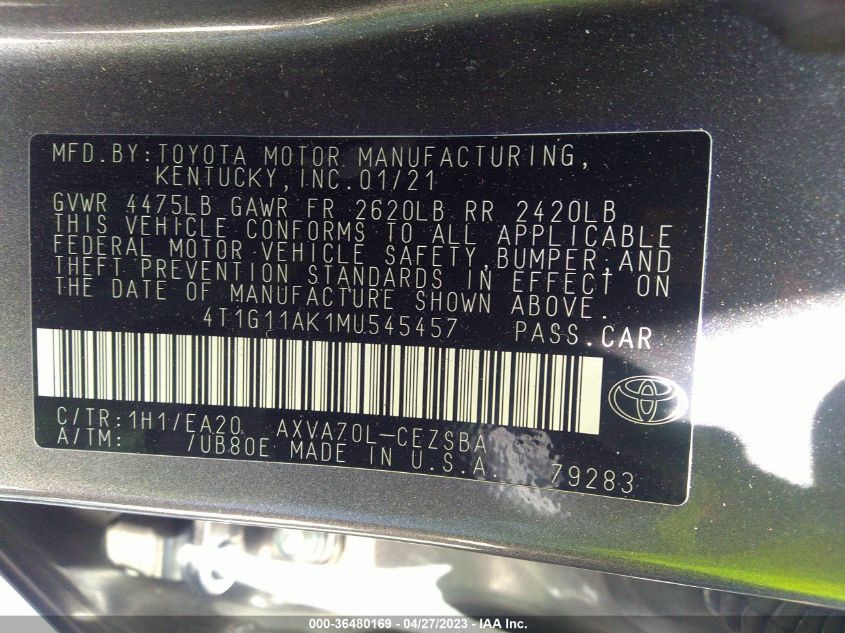 MFD.BY:TOYOTA MOTOR MANUFACTURING,
KENTUCKY,INC.01/21
GVWR 4475LB GAWR FR 2620LB RR 2420LB
THIS VEHICLE CONFORMS TO ALL APPLICABLE
FEDERAL MOTOR VEHICLE SAFETY,BUMPER,AND
THEFT PREVENTION STANDARDS IN EFFECT ON
THE DATE OF MANUFACTURE SHOWN ABOVE.
4T1G11AK1MU545457 PASS.CAR
C/TR:1H1/EA20 AXVA70L-CEZSBA
A/TM: /UB80E MADE IN U.S.A. 79283
000-36480169 - 04/27/2023 - IAA Inc.